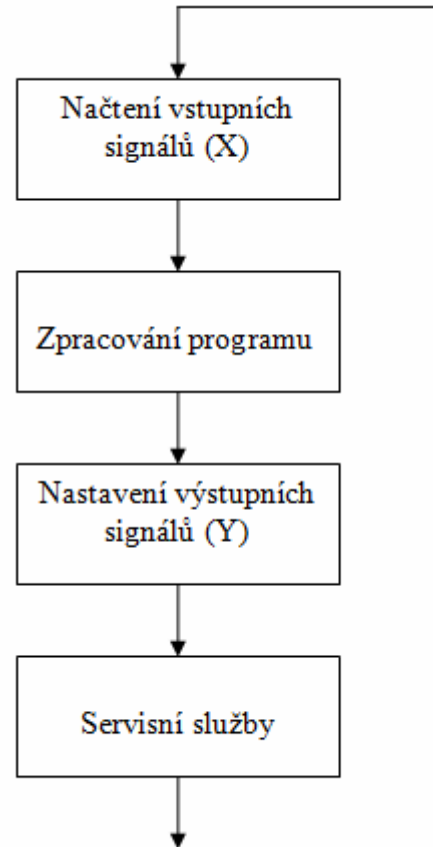 Načtení vstupních
signálů (X)
Zpracování programu
Nastavení výstupních
signálů (Y)
Servisní služby